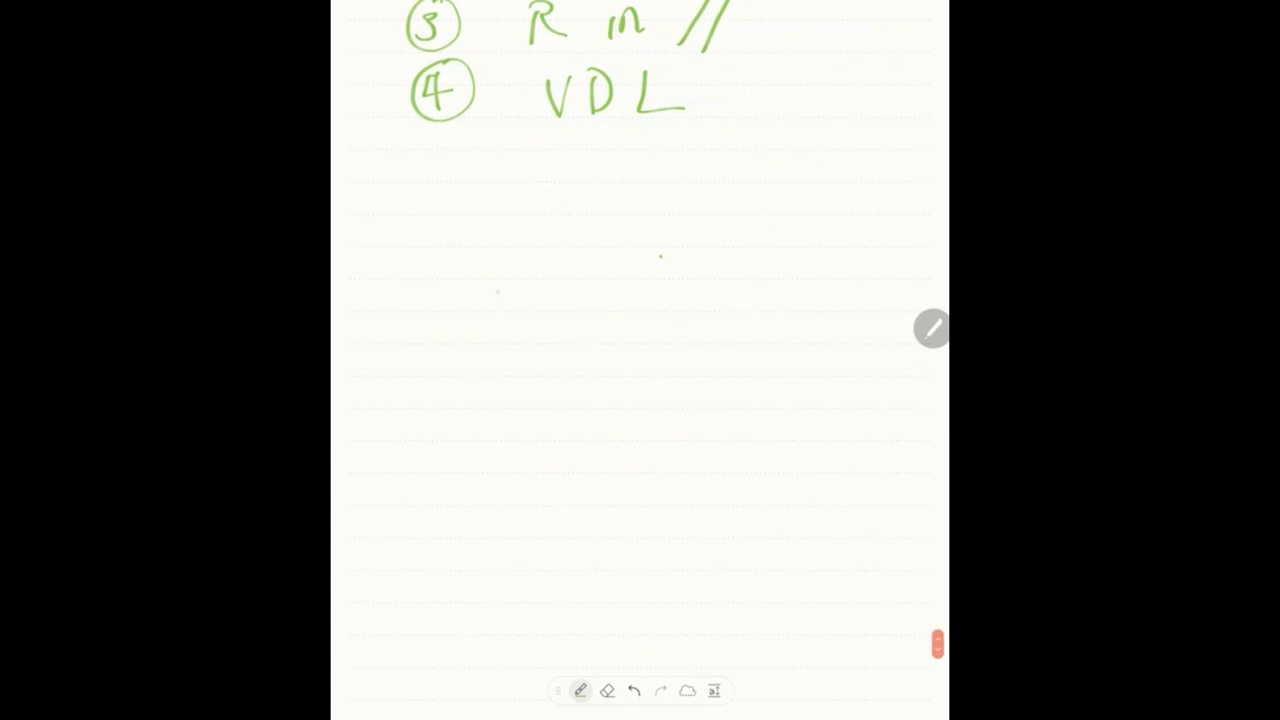 ③ R in //
④ VDL